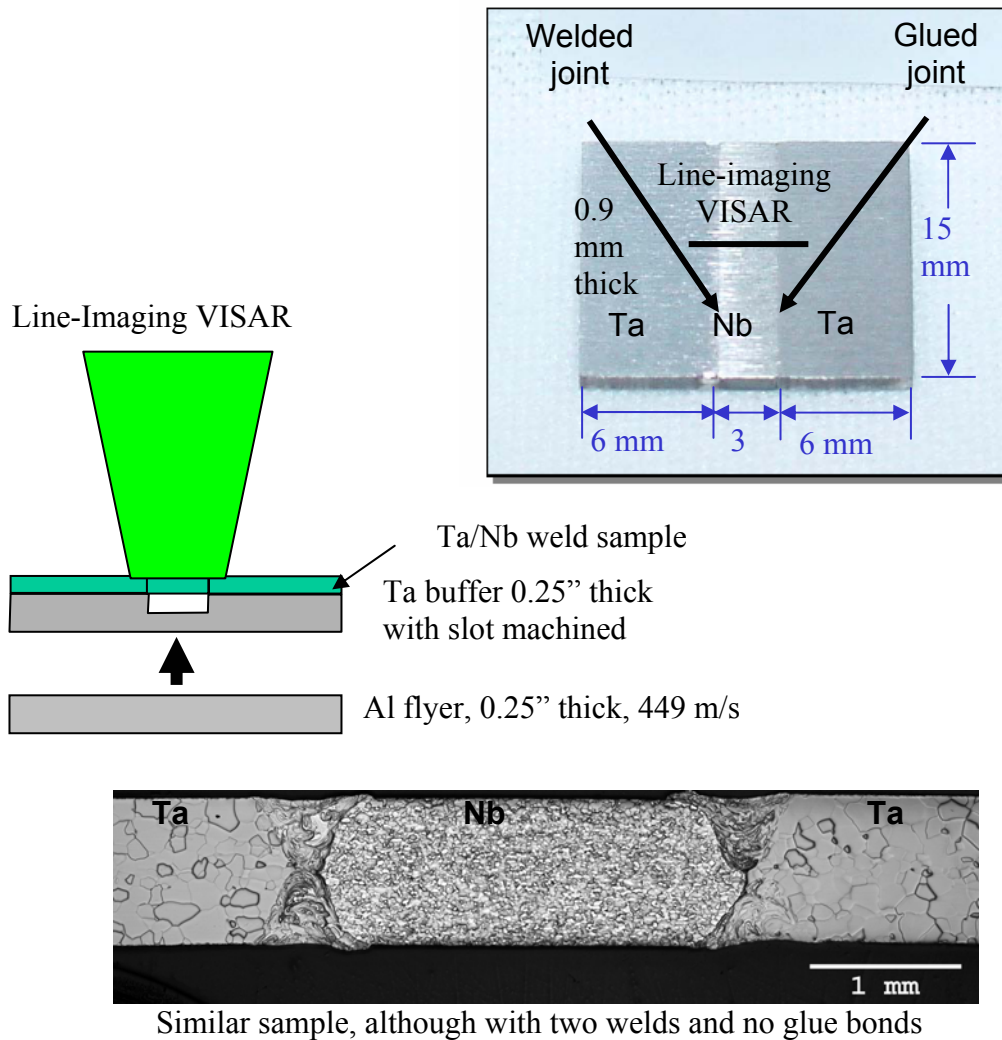 Welded
joint
Glued
joint
Line-imaging
VISAR
0.9
mm
thick
15
mm
Ta
Nb
Ta
6 mm
3
6 mm
Line-Imaging VISAR
Ta/Nb weld sample
Ta buffer 0.25” thick
with slot machined
Al flyer, 0.25” thick, 449 m/s
Ta
Nb
Ta
1 mm
Similar sample, although with two welds and no glue bonds